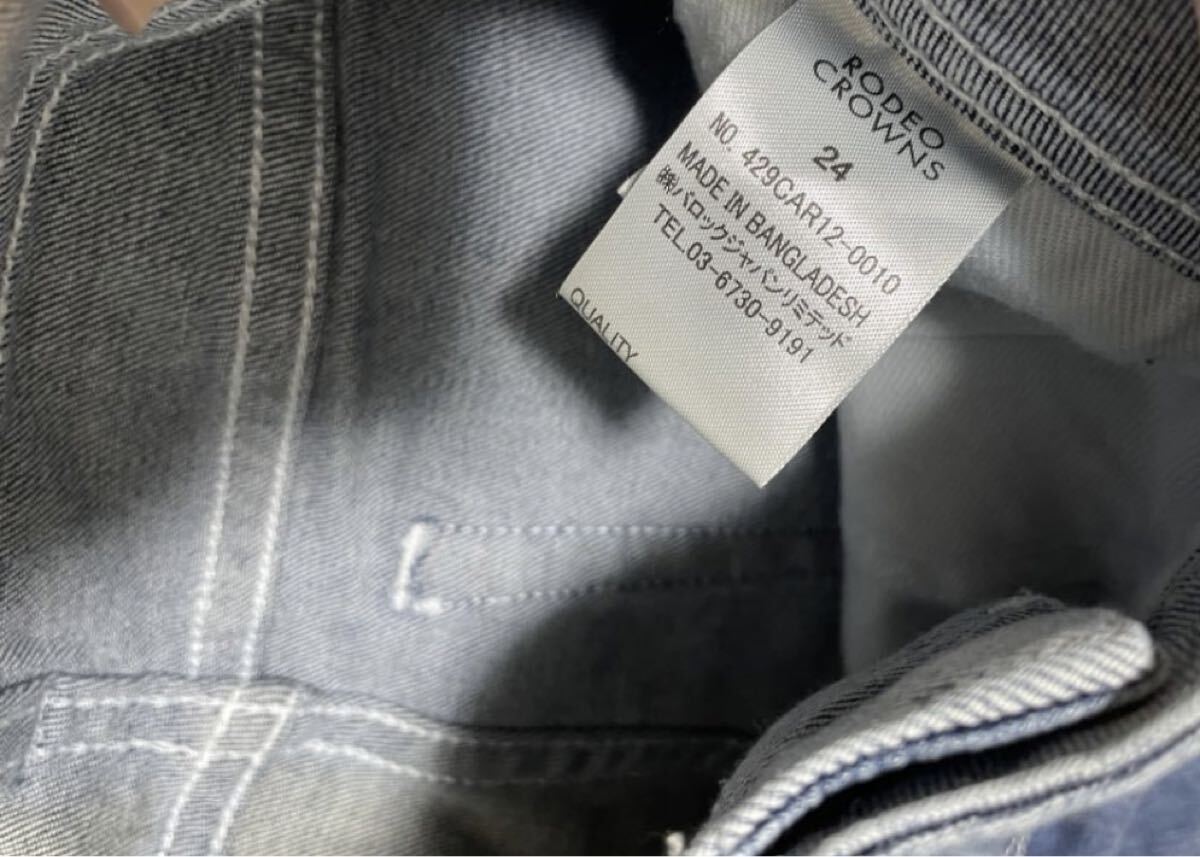 RODEO
CROWNS
24
NO. 429CAR12-0010
MADE IN BANGLADESH
㈱バロックジャパンリミテッド
TEL.03-6730-9191
QUALITY